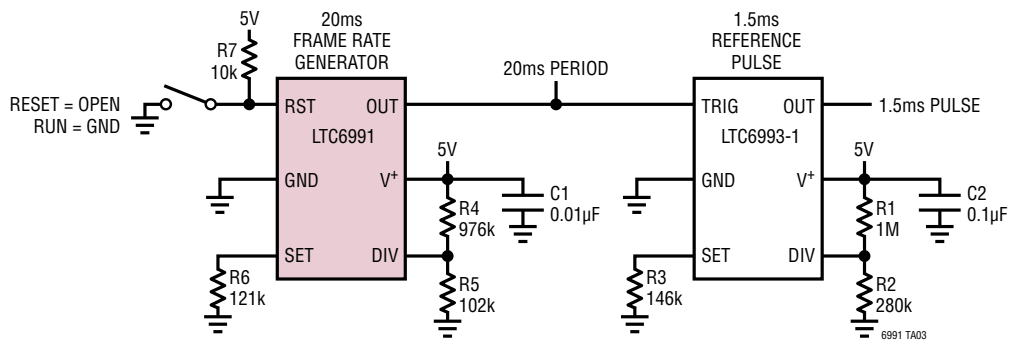 5V
20ms
FRAME RATE
GENERATOR
1.5ms
REFERENCE
PULSE
R7
10k
20ms PERIOD
RESET = OPEN
RUN = GND
RST
OUT
LTC6991
GND
V+
SET
DIV
5V
R4
976k
C1
0.01µF
R6
121k
R5
102k
TRIG
OUT
1.5ms PULSE
LTC6993-1
GND
V+
SET
DIV
5V
R1
1M
C2
0.1µF
R3
146k
R2
280k
6991 TA03